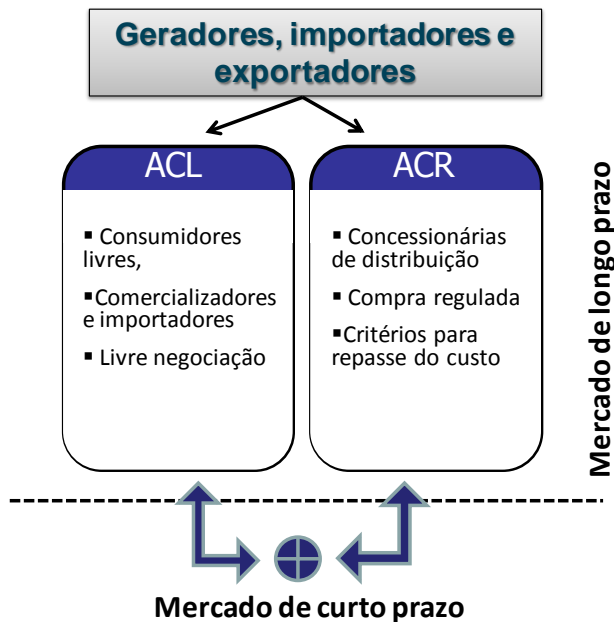 Geradores, importadores e
exportadores
ACL
▪ Consumidores
livres,
▪Comercializadores
e importadores
▪ Livre negociação
ACR
▪ Concessionárias
de distribuição
▪ Compra regulada
▪Critérios para
repasse do custo
Mercado de longo prazo
Mercado de curto prazo